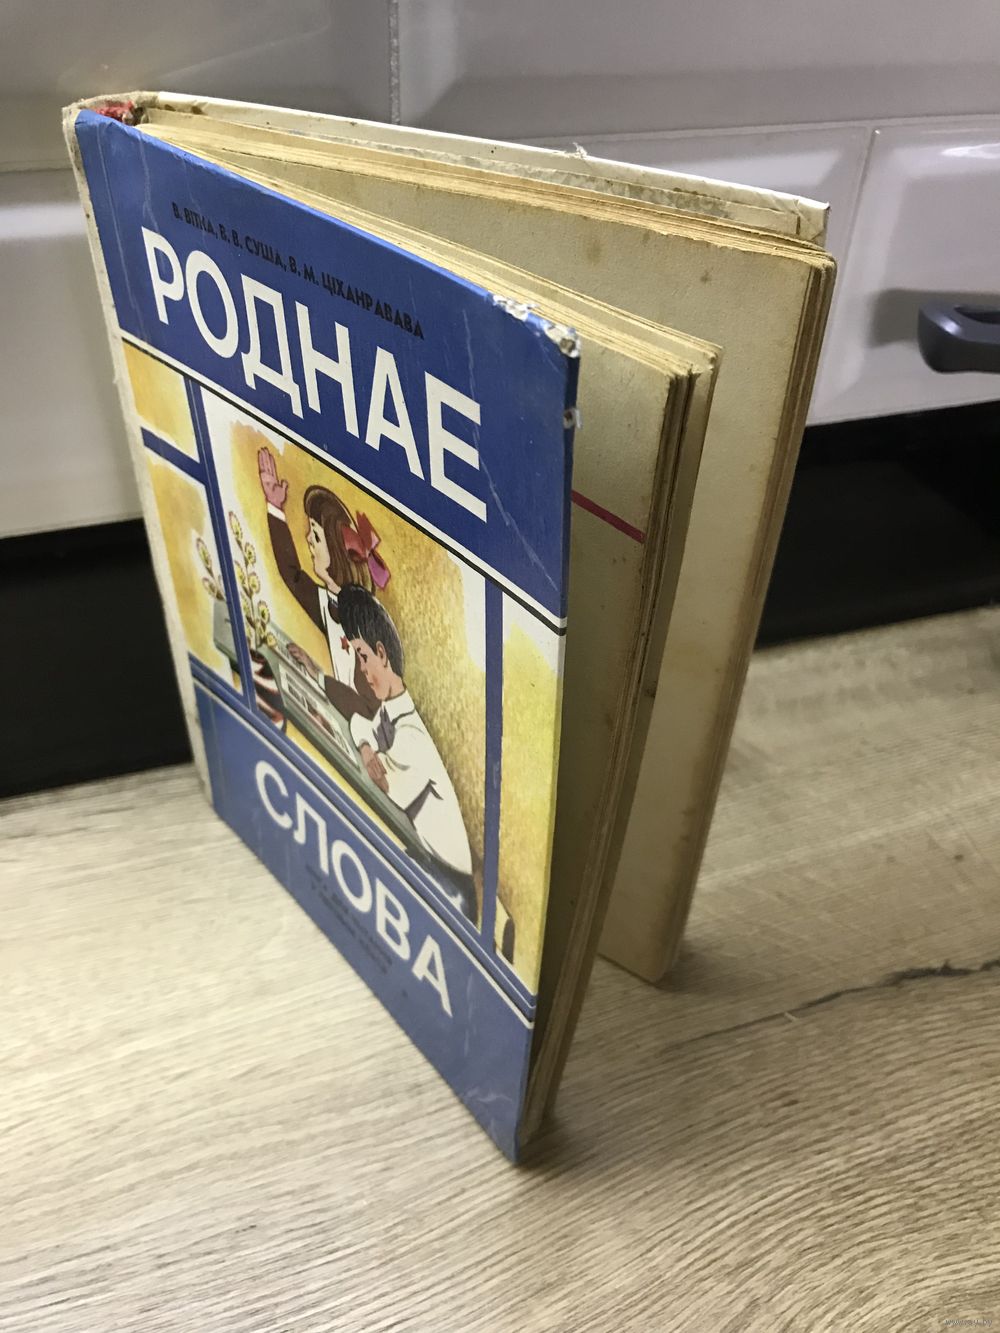 В. ВІТКА, В. В. СУША, В. М. ЦІХАНРАВАВА
РОДНАЕ
СЛОВА